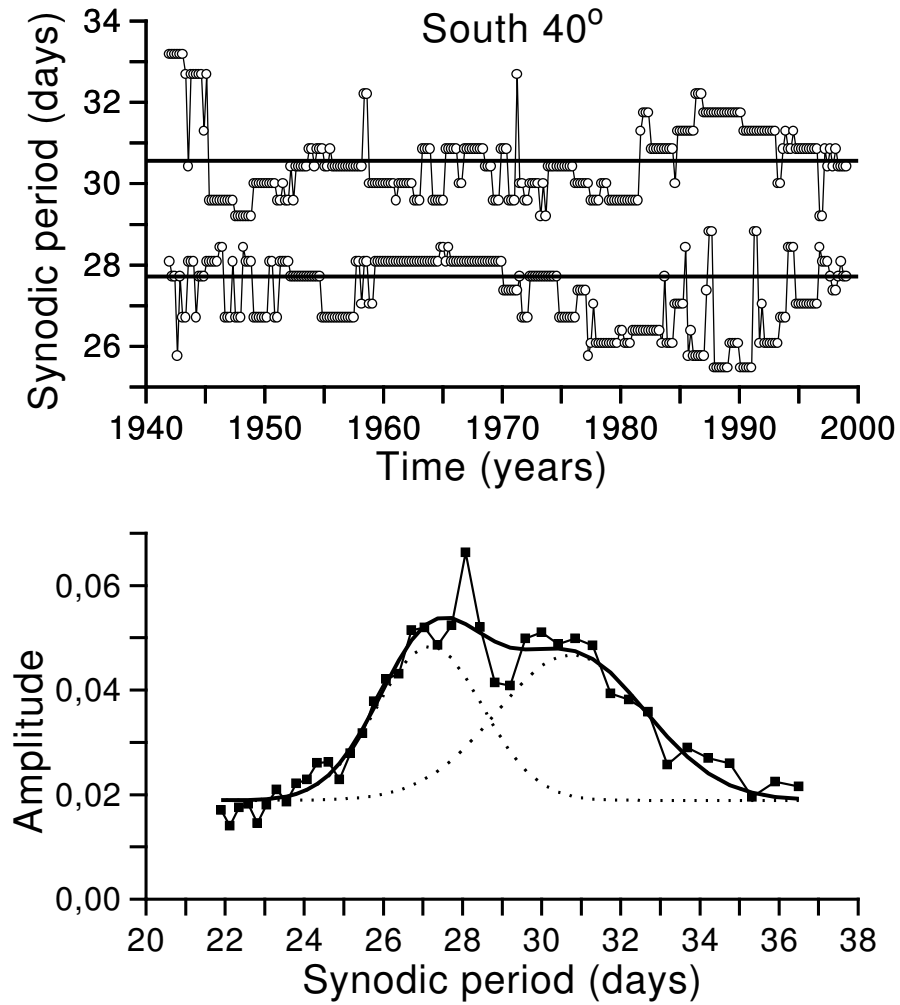 South 40°
Synodic period (days)
34
32
30
28
26
1940 1950 1960 1970 1980 1990 2000
Time (years)
Amplitude
0,06
0,04
0,02
0,00
20 22 24 26 28 30 32 34 36 38
Synodic period (days)